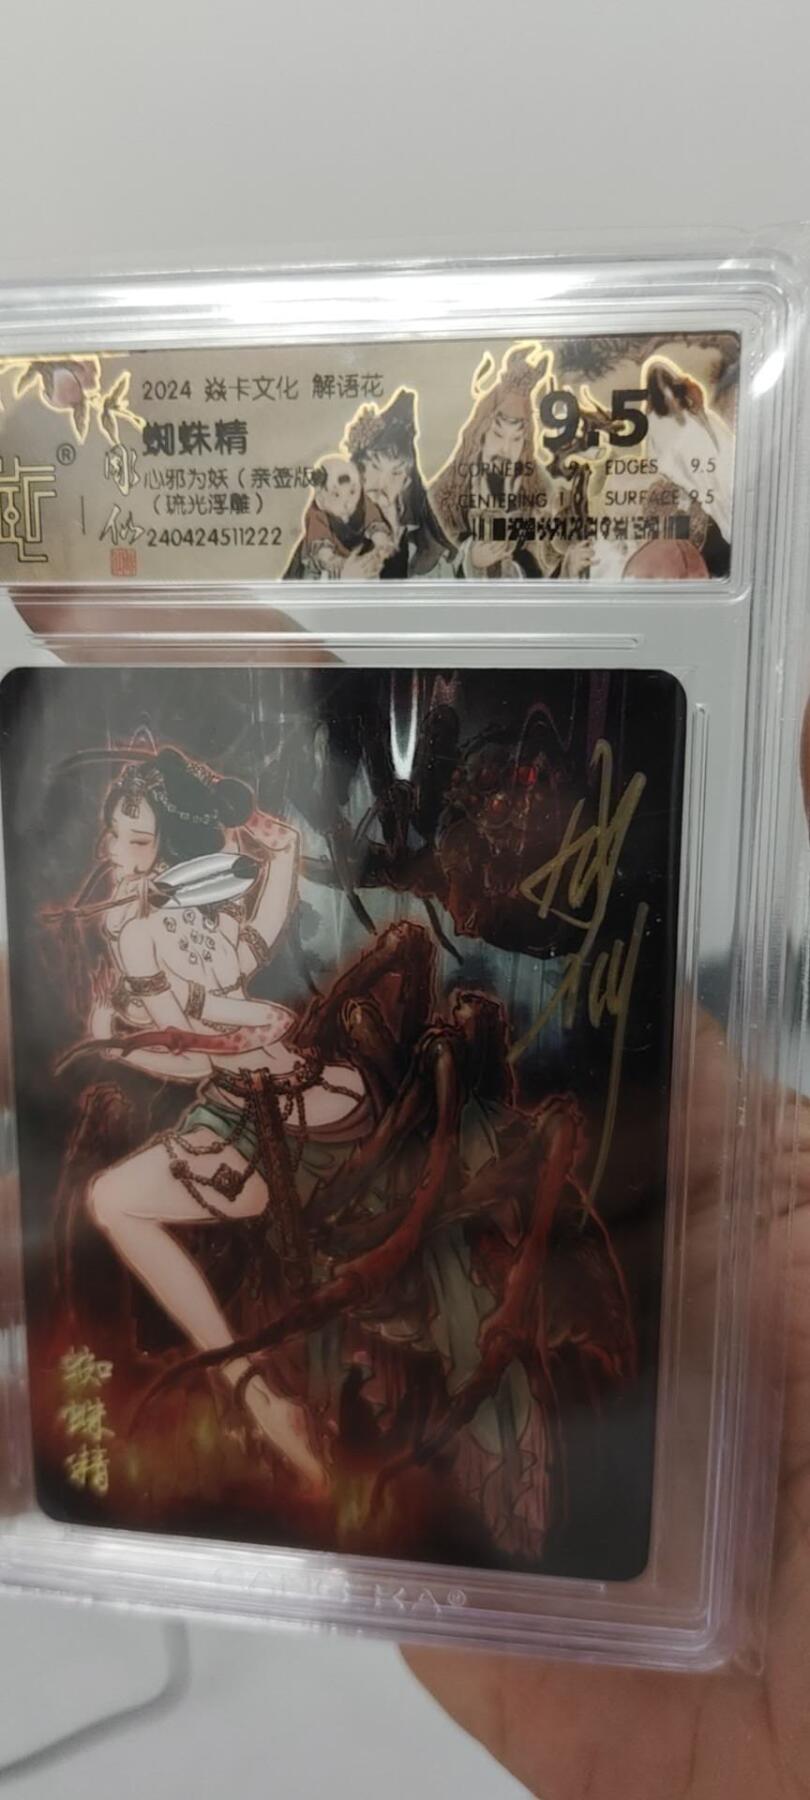 2024 焱卡文化 解语花
蜘蛛精
心邪为妖（亲签版）
（琉光浮雕）
240424511222
9.5
CORNERS 9 EDGES 9.5
CENTERING 10 SURFACE 9.5
®
蜘蛛精